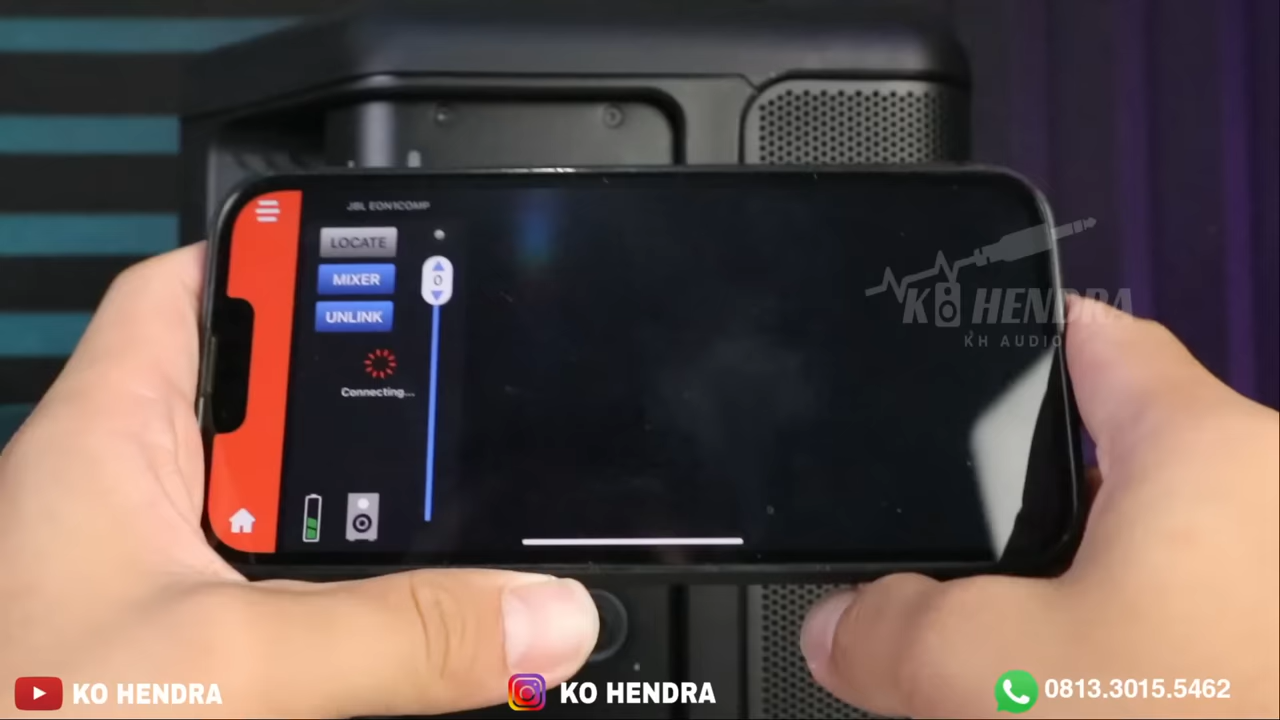 JBL EON1COMP
LOCATE
MIXER
0
UNLINK
Connecting...
KO HENDRA
KH AUDIO
KO HENDRA
KO HENDRA
0813.3015.5462